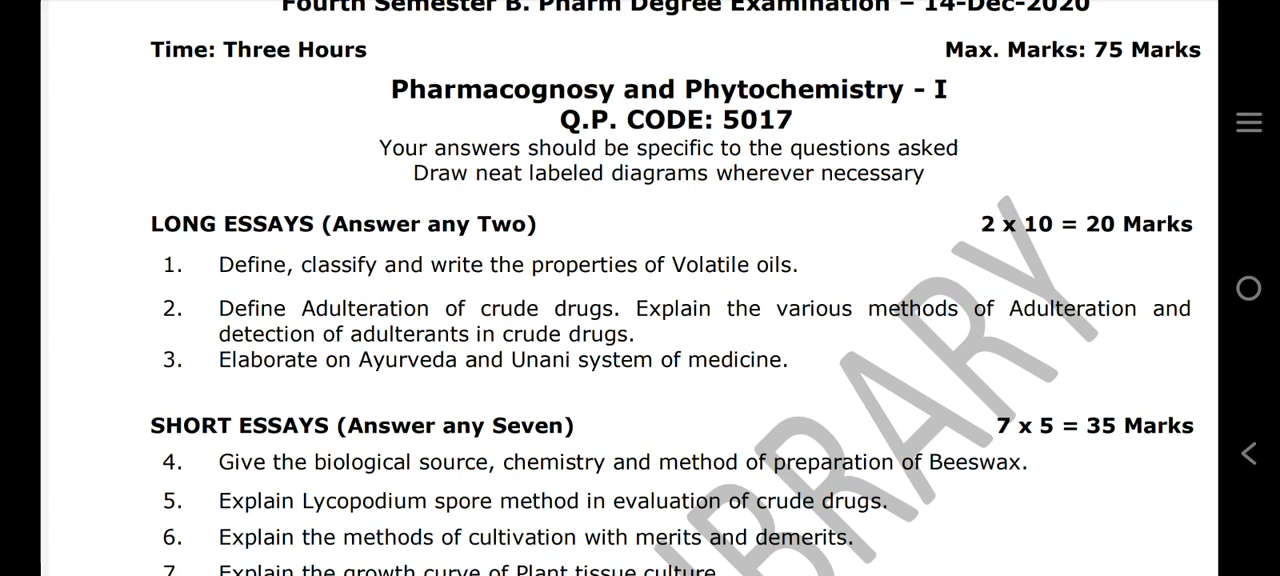 Fourth Semester B. Pharm Degree Examination – 14-Dec-2020
Time: Three Hours Max. Marks: 75 Marks
Pharmacognosy and Phytochemistry - I
Q.P. CODE: 5017
Your answers should be specific to the questions asked
Draw neat labeled diagrams wherever necessary
LONG ESSAYS (Answer any Two) 2 x 10 = 20 Marks
1. Define, classify and write the properties of Volatile oils.
2. Define Adulteration of crude drugs. Explain the various methods of Adulteration and
detection of adulterants in crude drugs.
3. Elaborate on Ayurveda and Unani system of medicine.
SHORT ESSAYS (Answer any Seven) 7 x 5 = 35 Marks
4. Give the biological source, chemistry and method of preparation of Beeswax.
5. Explain Lycopodium spore method in evaluation of crude drugs.
6. Explain the methods of cultivation with merits and demerits.
7. Explain the growth curve of Plant tissue culture
BRARY